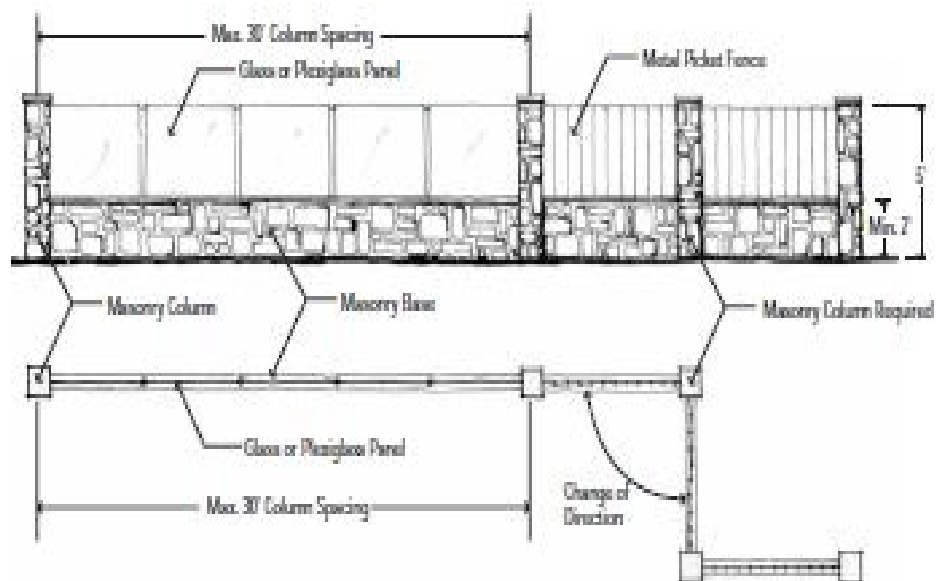 Max. 30' Column Spacing
Glass or Plexiglass Panel
Metal Picket Fence
Min. 2'
Masonry Column
Masonry Base
Masonry Column Required
Glass or Plexiglass Panel
Max. 30' Column Spacing
Change of
Direction